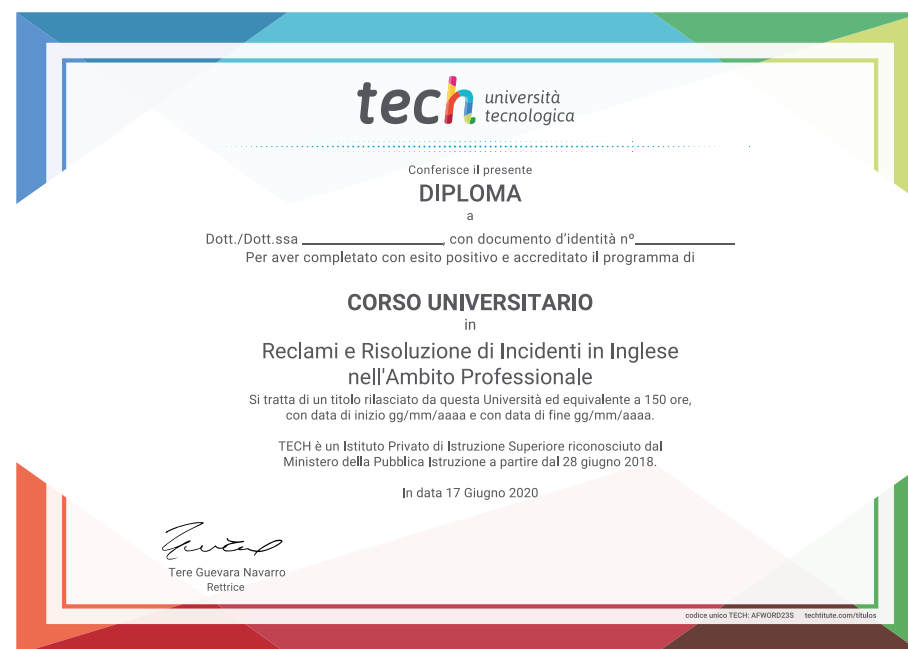 tech università
tecnologica
Conferisce il presente
DIPLOMA
a
Dott./Dott.ssa ____________________, con documento d'identità nº______________
Per aver completato con esito positivo e accreditato il programma di
CORSO UNIVERSITARIO
in
Reclami e Risoluzione di Incidenti in Inglese
nell'Ambito Professionale
Si tratta di un titolo rilasciato da questa Università ed equivalente a 150 ore,
con data di inizio gg/mm/aaaa e con data di fine gg/mm/aaaa.
TECH è un Istituto Privato di Istruzione Superiore riconosciuto dal
Ministero della Pubblica Istruzione a partire dal 28 giugno 2018.
In data 17 Giugno 2020
Tere Guevara Navarro
Rettrice
codice unico TECH: AFWORD23S techtitute.com/titulos